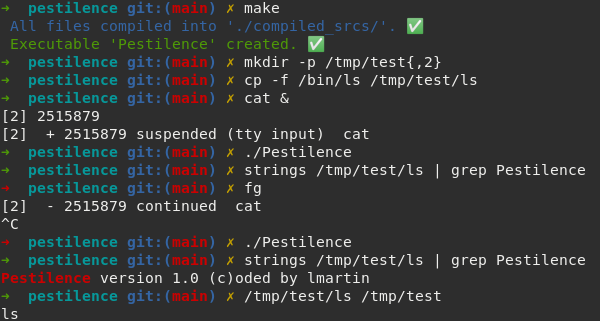 ➜  pestilence git:(main) ✗ make
 All files compiled into './compiled_srcs/'. ✅
 Executable 'Pestilence' created. ✅
➜  pestilence git:(main) ✗ mkdir -p /tmp/test{,2}
➜  pestilence git:(main) ✗ cp -f /bin/ls /tmp/test/ls
➜  pestilence git:(main) ✗ cat &
[2] 2515879
[2]  + 2515879 suspended (tty input)  cat
➜  pestilence git:(main) ✗ ./Pestilence
➜  pestilence git:(main) ✗ strings /tmp/test/ls | grep Pestilence
➜  pestilence git:(main) ✗ fg
[2]  - 2515879 continued  cat
^C
➜  pestilence git:(main) ✗ ./Pestilence
➜  pestilence git:(main) ✗ strings /tmp/test/ls | grep Pestilence
Pestilence version 1.0 (c)oded by lmartin
➜  pestilence git:(main) ✗ /tmp/test/ls /tmp/test
ls